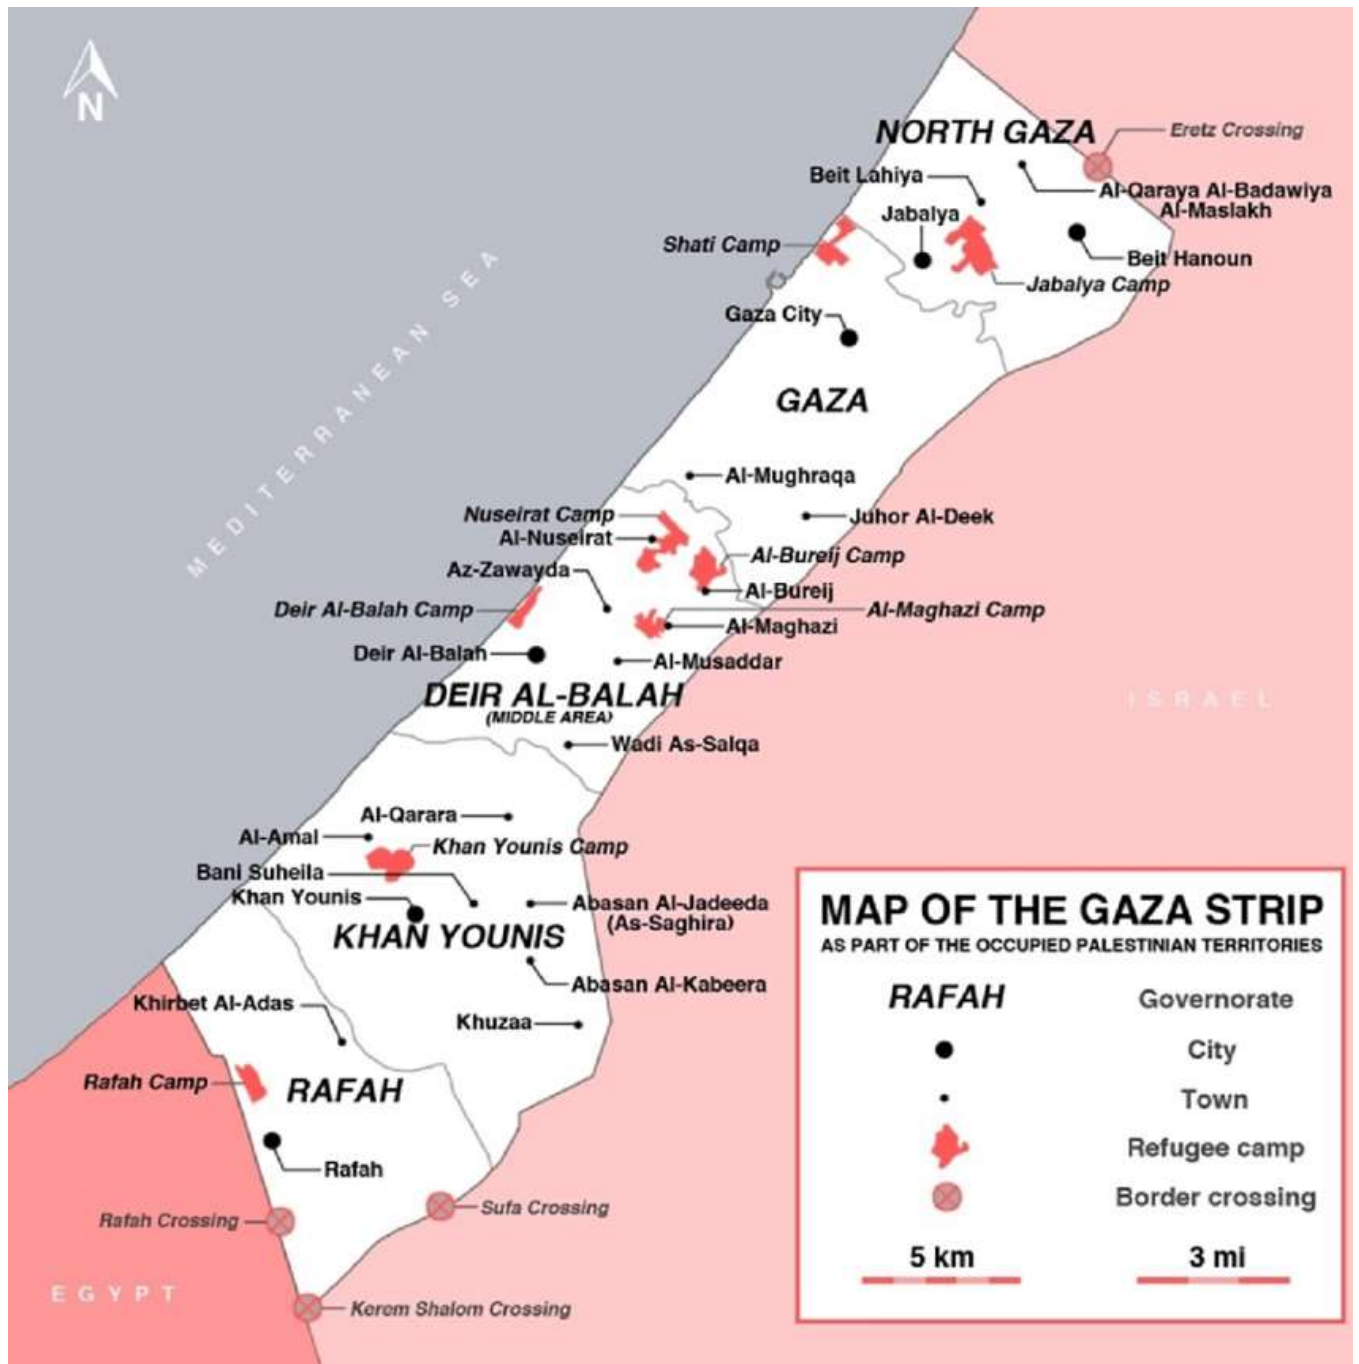 N
NORTH GAZA
Eretz Crossing
Beit Lahiya
Al-Qaraya Al-Badawiya
Al-Maslakh
Jabalya
Shati Camp
Beit Hanoun
Jabalya Camp
Gaza City
MEDITERRANEAN SEA
GAZA
Al-Mughraqa
Nuseirat Camp
Juhor Al-Deek
Al-Nuseirat
Al-Bureij Camp
Az-Zawayda
Al-Bureij
Deir Al-Balah Camp
Al-Maghazi Camp
Al-Maghazi
Deir Al-Balah
Al-Musaddar
DEIR AL-BALAH
(MIDDLE AREA)
ISRAEL
Wadi As-Salqa
Al-Qarara
Al-Amal
Khan Younis Camp
Bani Suheila
Khan Younis
Abasan Al-Jadeeda
(As-Saghira)
KHAN YOUNIS
Abasan Al-Kabeera
Khirbet Al-Adas
Khuzaa
Rafah Camp
RAFAH
Rafah
Sufa Crossing
Rafah Crossing
EGYPT
Kerem Shalom Crossing
MAP OF THE GAZA STRIP
AS PART OF THE OCCUPIED PALESTINIAN TERRITORIES
RAFAH Governorate
City
Town
Refugee camp
Border crossing
5 km 3 mi